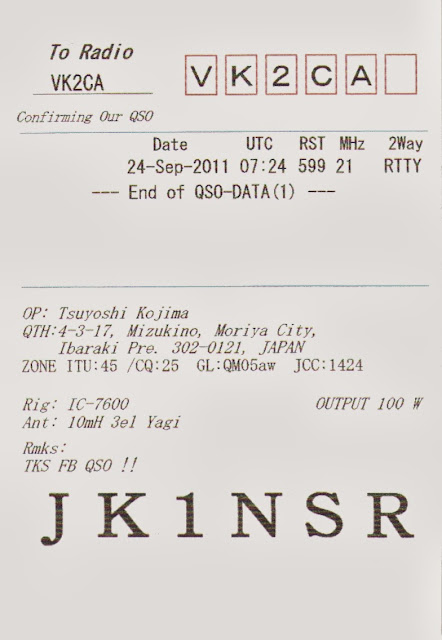 To Radio
VK2CA
VK2CA
Confirming Our QSO
Date UTC RST MHz 2Way
24-Sep-2011 07:24 599 21 RTTY
--- End of QSO-DATA(1) ---
OP: Tsuyoshi Kojima
QTH:4-3-17, Mizukino, Moriya City,
Ibaraki Pre. 302-0121, JAPAN
ZONE ITU:45 /CQ:25 GL:QM05aw JCC:1424
Rig: IC-7600 OUTPUT 100 W
Ant: 10mH 3el Yagi
Rmks:
TKS FB QSO !!
JK1NSR